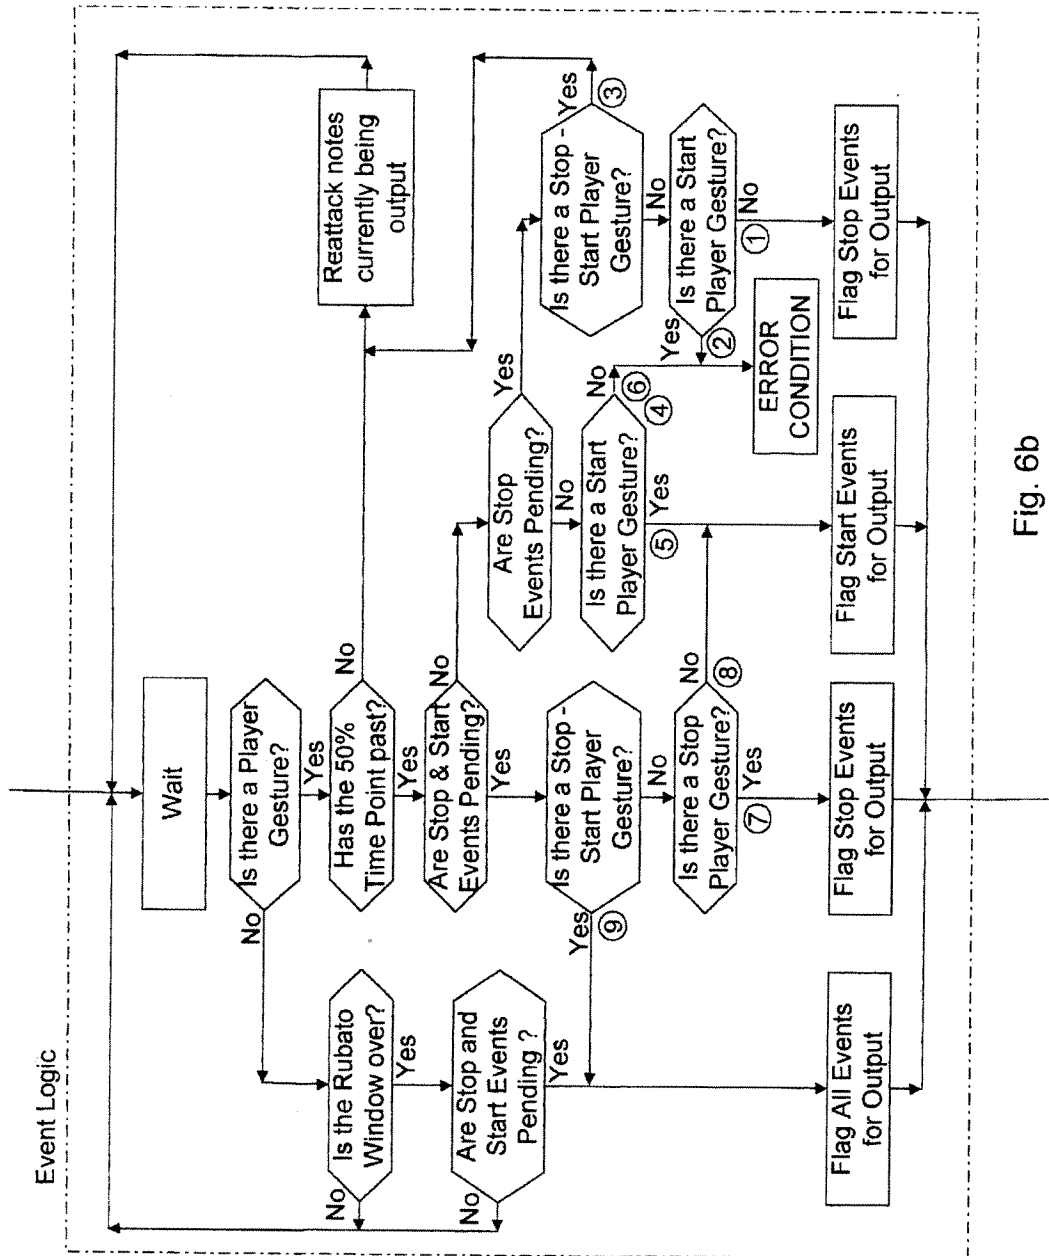 Event Logic
Wait
Is there a Player
Gesture?
No
Yes
Is the Rubato
Window over?
No
Yes
Has the 50%
Time Point past?
No
Yes
Reattack notes
currently being
output
Are Stop and
Start Events
Pending ?
No
Yes
Are Stop & Start
Events Pending?
No
Yes
Are Stop
Events Pending?
Yes
No
Is there a Stop -
Start Player
Gesture?
Yes
⑨
No
Is there a Start
Player Gesture?
No
⑥
④
Yes
⑤
Is there a Stop -
Start Player
Gesture?
Yes
③
No
Is there a Stop
Player Gesture?
No
⑧
Yes
⑦
Is there a Start
Player Gesture?
Yes
②
No
①
ERROR
CONDITION
Flag All Events
for Output
Flag Stop Events
for Output
Flag Start Events
for Output
Flag Stop Events
for Output
Fig. 6b